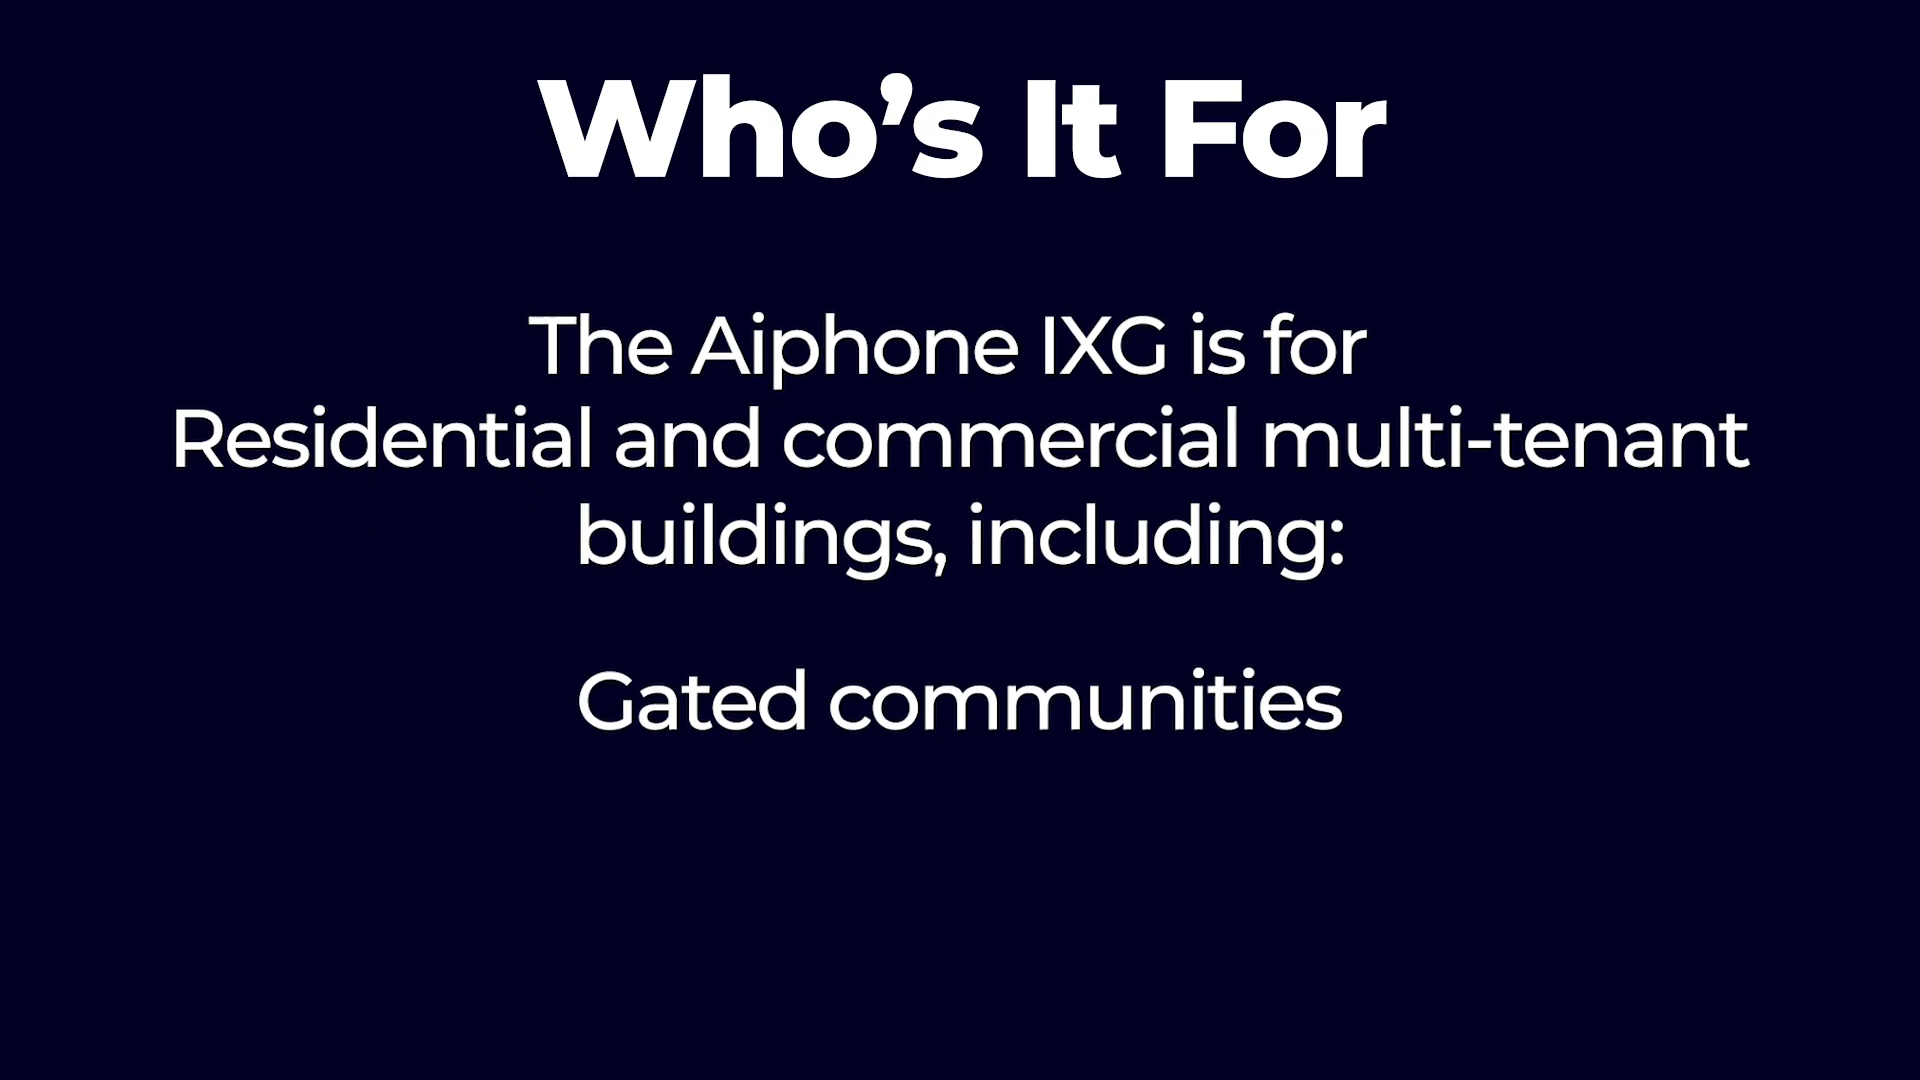 Who’s It For
The Aiphone IXG is for
Residential and commercial multi-tenant
buildings, including:
Gated communities